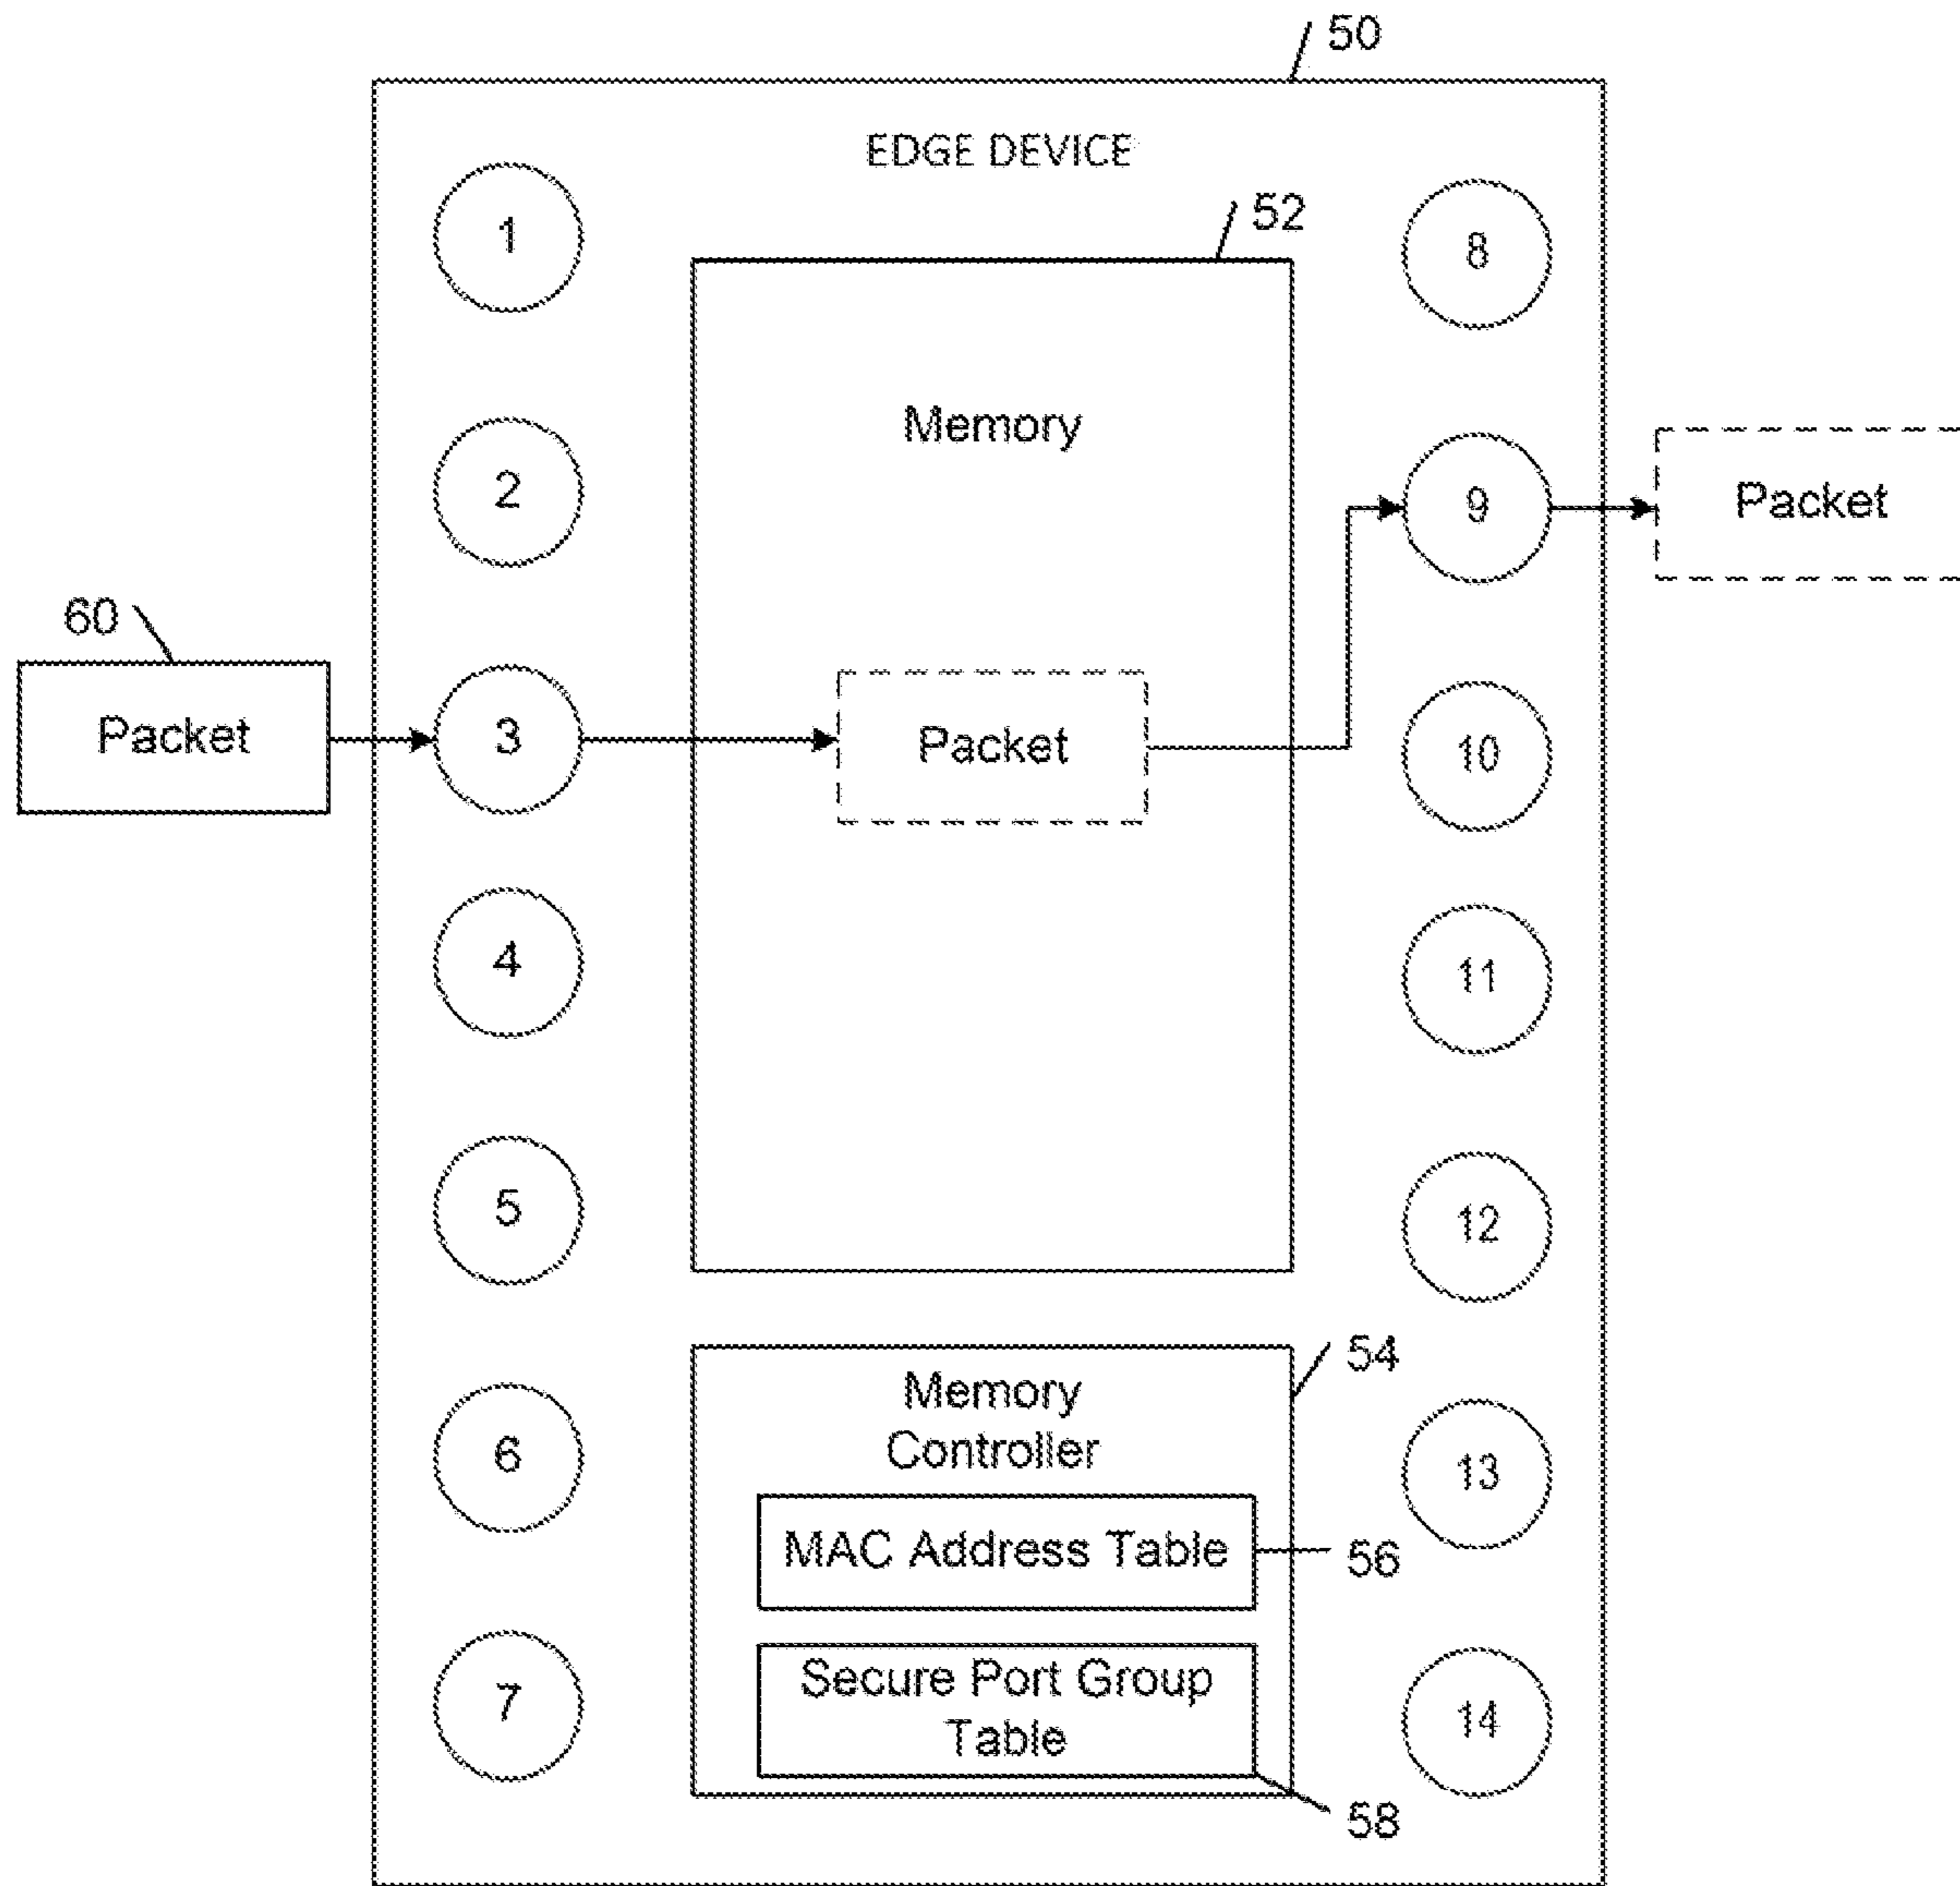 50
EDGE DEVICE
52
1
8
Memory
2
9
Packet
60
Packet
3
Packet
10
4
11
5
12
54
Memory
Controller
6
13
MAC Address Table
56
Secure Port Group
Table
7
14
58